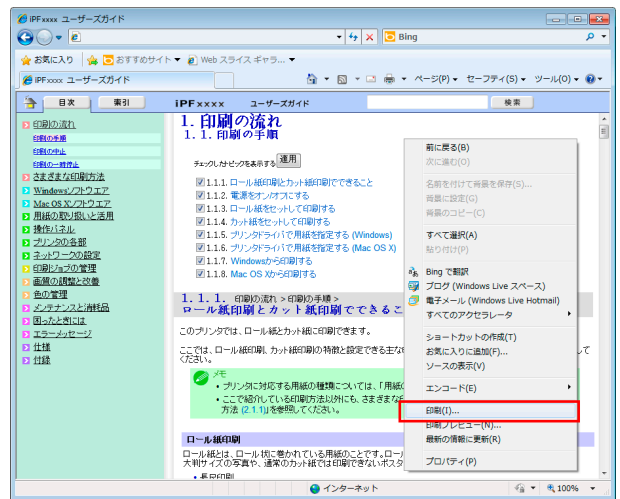 iPFxxxx ユーザーズガイド
Bing
お気に入り おすすめサイト Web スライス ギャラ...
iPFxxxx ユーザーズガイド ページ(P) セーフティ(S) ツール(O)
目次 索引 iPFxxxx ユーザーズガイド 検索
印刷の流れ
印刷の手順
印刷の中止
印刷の一時停止
さまざまな印刷方法
Windowsソフトウエア
Mac OS Xソフトウエア
用紙の取り扱いと活用
操作パネル
プリンタの各部
ネットワークの設定
印刷ジョブの管理
画質の調整と改善
色の管理
メンテナンスと消耗品
困ったときには
エラーメッセージ
仕様
付録
1. 印刷の流れ
1. 1. 印刷の手順
チェックしたトピックを表示する 適用
1.1.1. ロール紙印刷とカット紙印刷でできること
1.1.2. 電源をオン/オフにする
1.1.3. ロール紙をセットして印刷する
1.1.4. カット紙をセットして印刷する
1.1.5. プリンタドライバで用紙を指定する (Windows)
1.1.6. プリンタドライバで用紙を指定する (Mac OS X)
1.1.7. Windowsから印刷する
1.1.8. Mac OS Xから印刷する
1. 1. 1. 印刷の流れ > 印刷の手順 >
ロール紙印刷とカット紙印刷でできるこ
このプリンタでは、ロール紙とカット紙に印刷できます。
ここでは、ロール紙印刷、カット紙印刷の特徴と設定できる主な
って
ください。
メモ
• プリンタに対応する用紙の種類については、「用紙の
• ここで紹介している印刷方法以外にも、さまざまな
方法 (2.1.1)」を参照してください。
ロール紙印刷
ロール紙とは、ロール状に巻かれている用紙のことです。ロール
大判サイズの写真や、通常のカット紙では印刷できないポスタ
• 長尺印刷
前に戻る(B)
次に進む(O)
名前を付けて背景を保存(S)...
背景に設定(G)
背景のコピー(C)
すべて選択(A)
貼り付け(P)
Bing で翻訳
ブログ (Windows Live スペース)
電子メール (Windows Live Hotmail)
すべてのアクセラレータ
ショートカットの作成(T)
お気に入りに追加(F)...
ソースの表示(V)
エンコード(E)
印刷(I)...
印刷プレビュー(N)...
最新の情報に更新(R)
プロパティ(P)
インターネット 100%